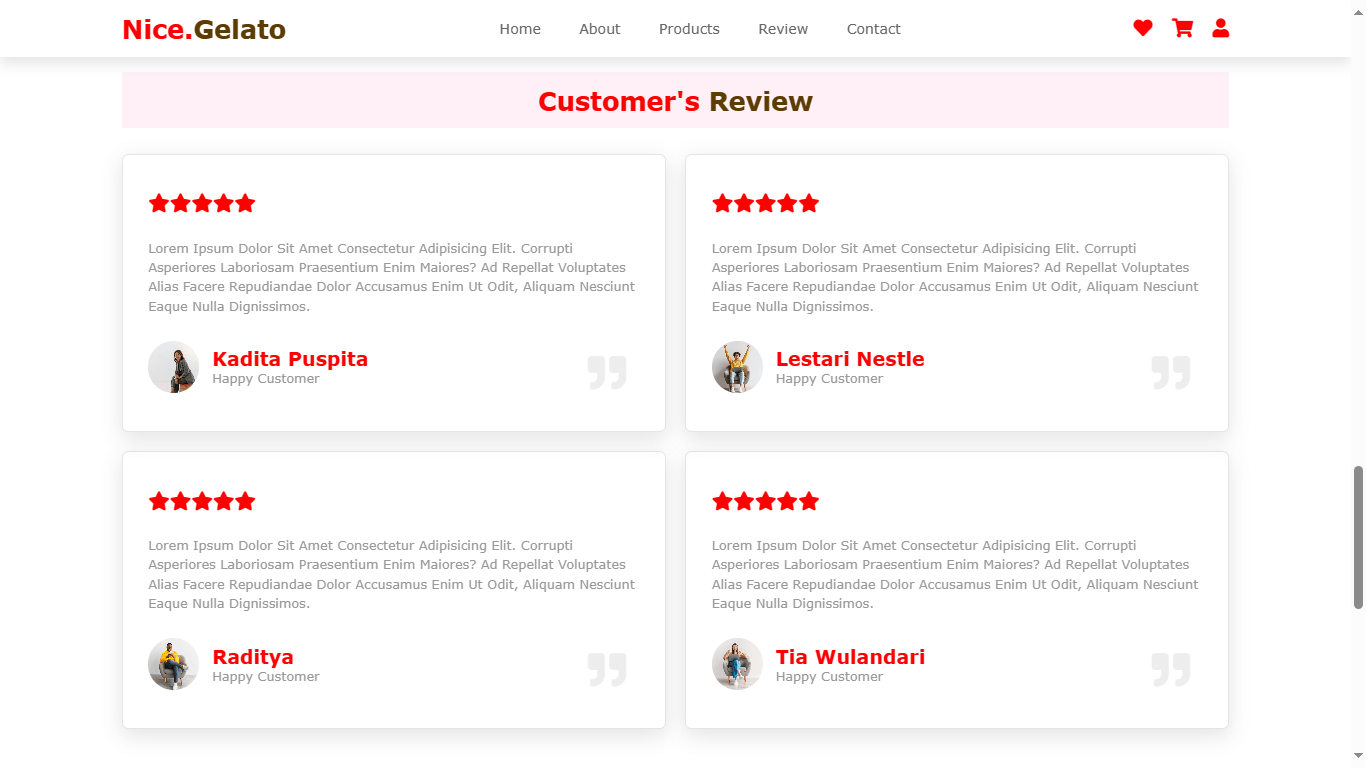 Nice.Gelato
Home About Products Review Contact
Customer's Review
Lorem Ipsum Dolor Sit Amet Consectetur Adipisicing Elit. Corrupti
Asperiores Laboriosam Praesentium Enim Maiores? Ad Repellat Voluptates
Alias Facere Repudiandae Dolor Accusamus Enim Ut Odit, Aliquam Nesciunt
Eaque Nulla Dignissimos.
Kadita Puspita
Happy Customer
Lorem Ipsum Dolor Sit Amet Consectetur Adipisicing Elit. Corrupti
Asperiores Laboriosam Praesentium Enim Maiores? Ad Repellat Voluptates
Alias Facere Repudiandae Dolor Accusamus Enim Ut Odit, Aliquam Nesciunt
Eaque Nulla Dignissimos.
Lestari Nestle
Happy Customer
Lorem Ipsum Dolor Sit Amet Consectetur Adipisicing Elit. Corrupti
Asperiores Laboriosam Praesentium Enim Maiores? Ad Repellat Voluptates
Alias Facere Repudiandae Dolor Accusamus Enim Ut Odit, Aliquam Nesciunt
Eaque Nulla Dignissimos.
Raditya
Happy Customer
Lorem Ipsum Dolor Sit Amet Consectetur Adipisicing Elit. Corrupti
Asperiores Laboriosam Praesentium Enim Maiores? Ad Repellat Voluptates
Alias Facere Repudiandae Dolor Accusamus Enim Ut Odit, Aliquam Nesciunt
Eaque Nulla Dignissimos.
Tia Wulandari
Happy Customer